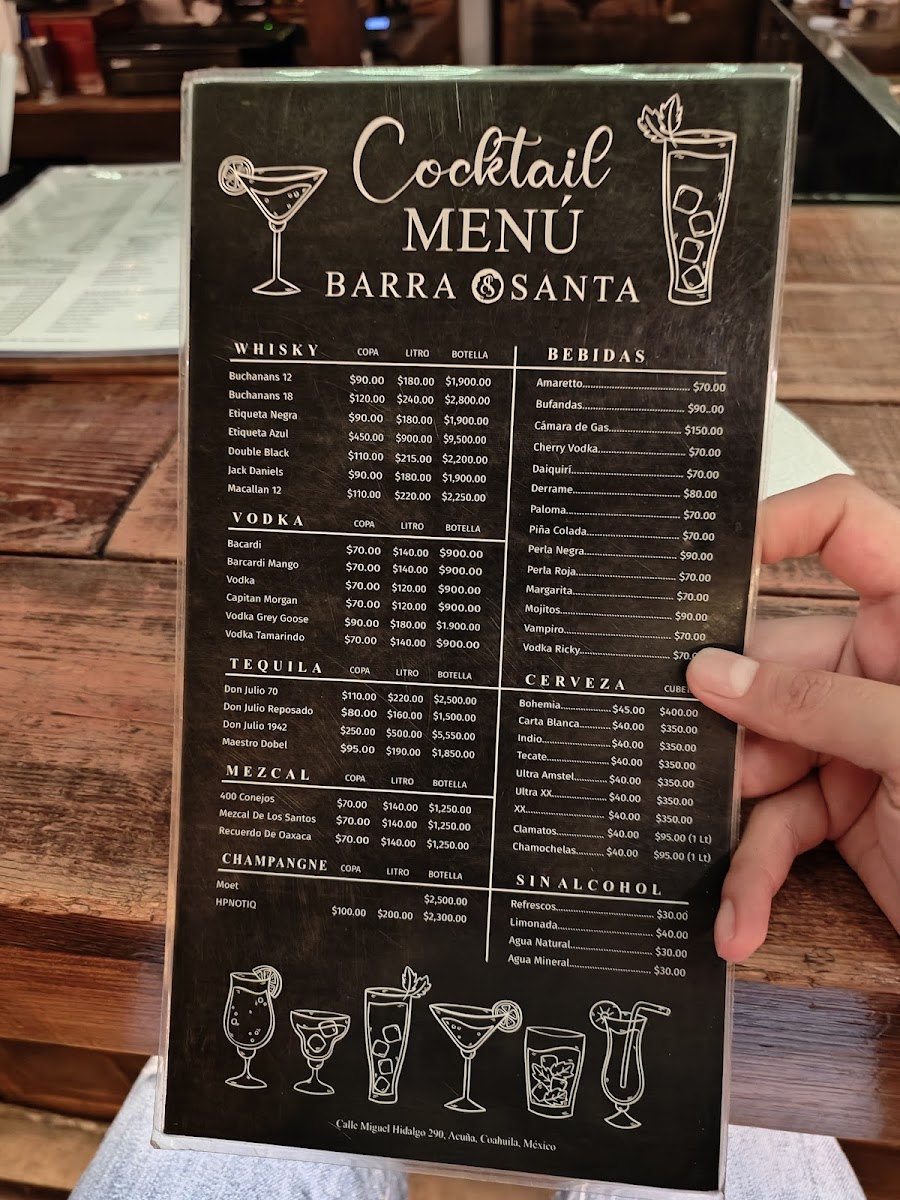 Cocktail
MENÚ
BARRA S SANTA
WHISKY COPA LITRO BOTELLA
Buchanans 12 $90.00 $180.00 $1,900.00
Buchanans 18 $120.00 $240.00 $2,800.00
Etiqueta Negra $90.00 $180.00 $1,900.00
Etiqueta Azul $450.00 $900.00 $9,500.00
Double Black $110.00 $215.00 $2,200.00
Jack Daniels $90.00 $180.00 $1,900.00
Macallan 12 $110.00 $220.00 $2,250.00
VODKA COPA LITRO BOTELLA
Bacardi $70.00 $140.00 $900.00
Barcardi Mango $70.00 $140.00 $900.00
Vodka $70.00 $120.00 $900.00
Capitan Morgan $70.00 $120.00 $900.00
Vodka Grey Goose $90.00 $180.00 $1.900.00
Vodka Tamarindo $70.00 $140.00 $900.00
TEQUILA COPA LITRO BOTELLA
Don Julio 70 $110.00 $220.00 $2,500.00
Don Julio Reposado $80.00 $160.00 $1,500.00
Don Julio 1942 $250.00 $500.00 $5,550.00
Maestro Dobel $95.00 $190.00 $1,850.00
MEZCAL COPA LITRO BOTELLA
400 Conejos $70.00 $140.00 $1,250.00
Mezcal De Los Santos $70.00 $140.00 $1,250.00
Recuerdo De Oaxaca $70.00 $140.00 $1,250.00
CHAMPANGNE COPA LITRO BOTELLA
Moet $2,500.00
HPNOTIQ $100.00 $200.00 $2,300.00
BEBIDAS
Amaretto $70.00
Bufandas $90..00
Cámara de Gas $150.00
Cherry Vodka $70.00
Daiquirí $70.00
Derrame $80.00
Paloma $70.00
Piña Colada $70.00
Perla Negra $90.00
Perla Roja $70.00
Margarita $70.00
Mojitos $90.00
Vampiro $70.00
Vodka Ricky $70.0
CERVEZA CUBET
Bohemia $45.00 $400.00
Carta Blanca $40.00 $350.00
Indio $40.00 $350.00
Tecate $40.00 $350.00
Ultra Amstel $40.00 $350.00
Ultra XX $40.00 $350.00
XX $40.00 $350.00
Clamatos $40.00 $95.00 (1 Lt)
Chamochelas $40.00 $95.00 (1 Lt)
SIN ALCOHOL
Refrescos $30.00
Limonada $40.00
Agua Natural $30.00
Agua Mineral $30.00
Calle Miguel Hidalgo 290, Acuña, Coahuila, México